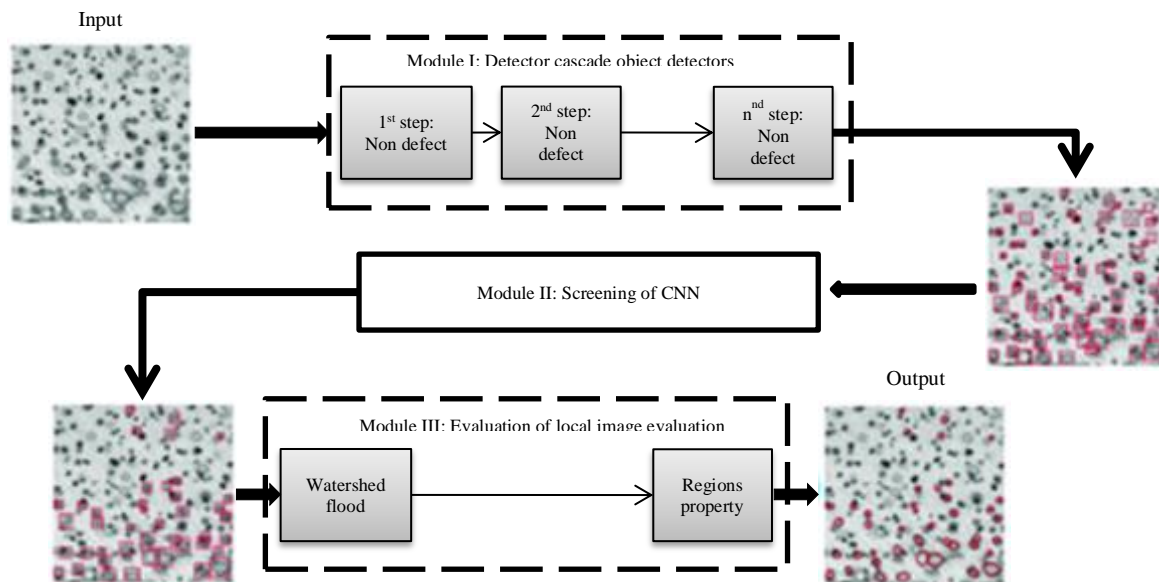 Input
Module I: Detector cascade object detectors
1st step:
Non defect
2nd step:
Non
defect
nnd step:
Non
defect
Module II: Screening of CNN
Output
Module III: Evaluation of local image evaluation
Watershed
flood
Regions
property